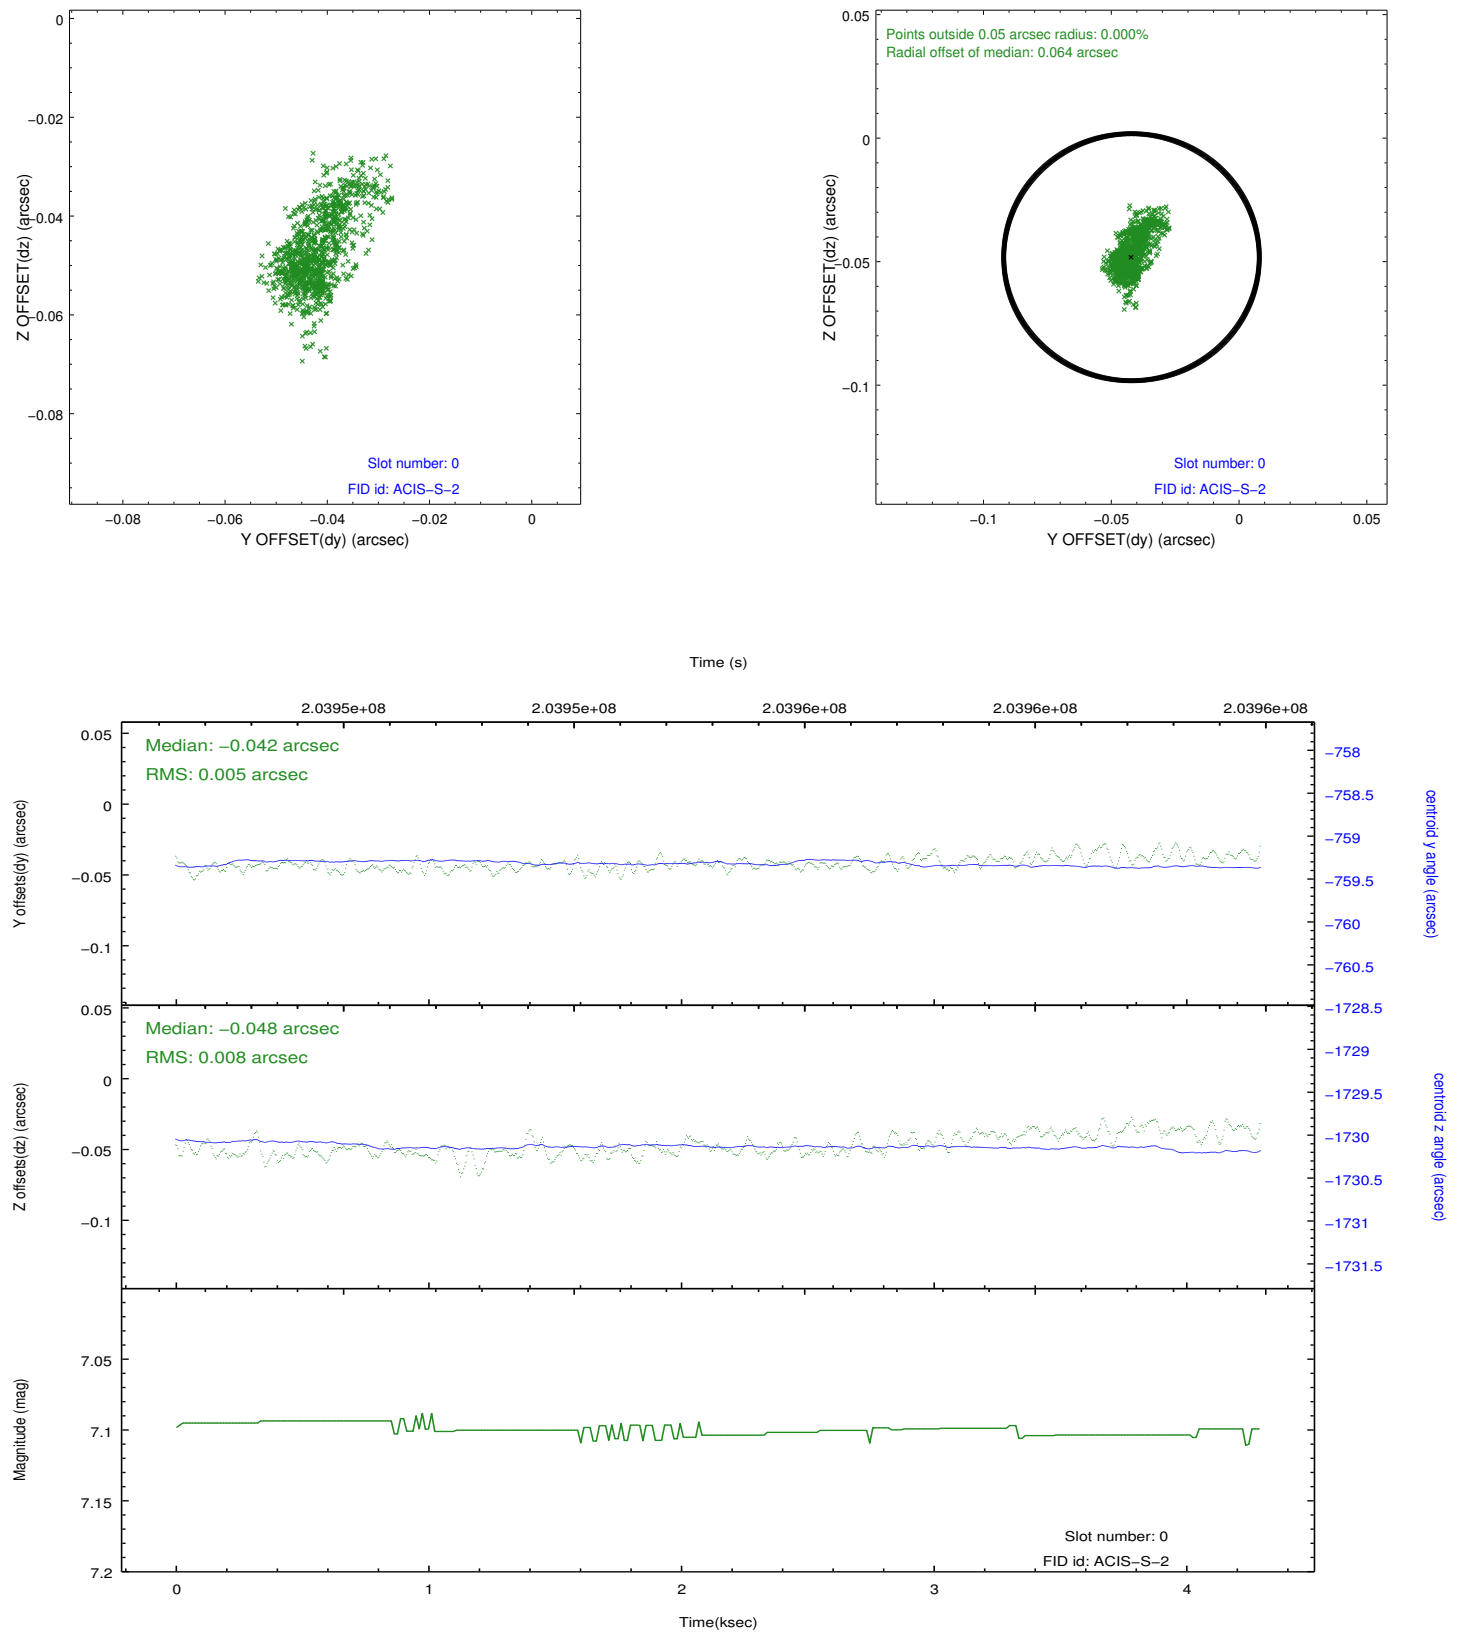 0
−0.02
−0.04
−0.06
−0.08
Z OFFSET(dz) (arcsec)
Slot number: 0
FID id: ACIS−S−2
−0.08 −0.06 −0.04 −0.02 0
Y OFFSET(dy) (arcsec)
0.05
0
−0.05
−0.1
Z OFFSET(dz) (arcsec)
Points outside 0.05 arcsec radius: 0.000%
Radial offset of median: 0.064 arcsec
Slot number: 0
FID id: ACIS−S−2
−0.1 −0.05 0 0.05
Y OFFSET(dy) (arcsec)
Time (s)
2.0395e+08 2.0395e+08 2.0396e+08 2.0396e+08 2.0396e+08
Y offsets(dy) (arcsec)
0.05
0
−0.05
−0.1
Median: −0.042 arcsec
RMS: 0.005 arcsec
−758
−758.5
−759
−759.5
−760
−760.5
centroid y angle (arcsec)
Z offsets(dz) (arcsec)
0.05
0
−0.05
−0.1
Median: −0.048 arcsec
RMS: 0.008 arcsec
−1728.5
−1729
−1729.5
−1730
−1730.5
−1731
−1731.5
centroid z angle (arcsec)
Magnitude (mag)
7.05
7.1
7.15
7.2
Slot number: 0
FID id: ACIS−S−2
0 1 2 3 4
Time(ksec)